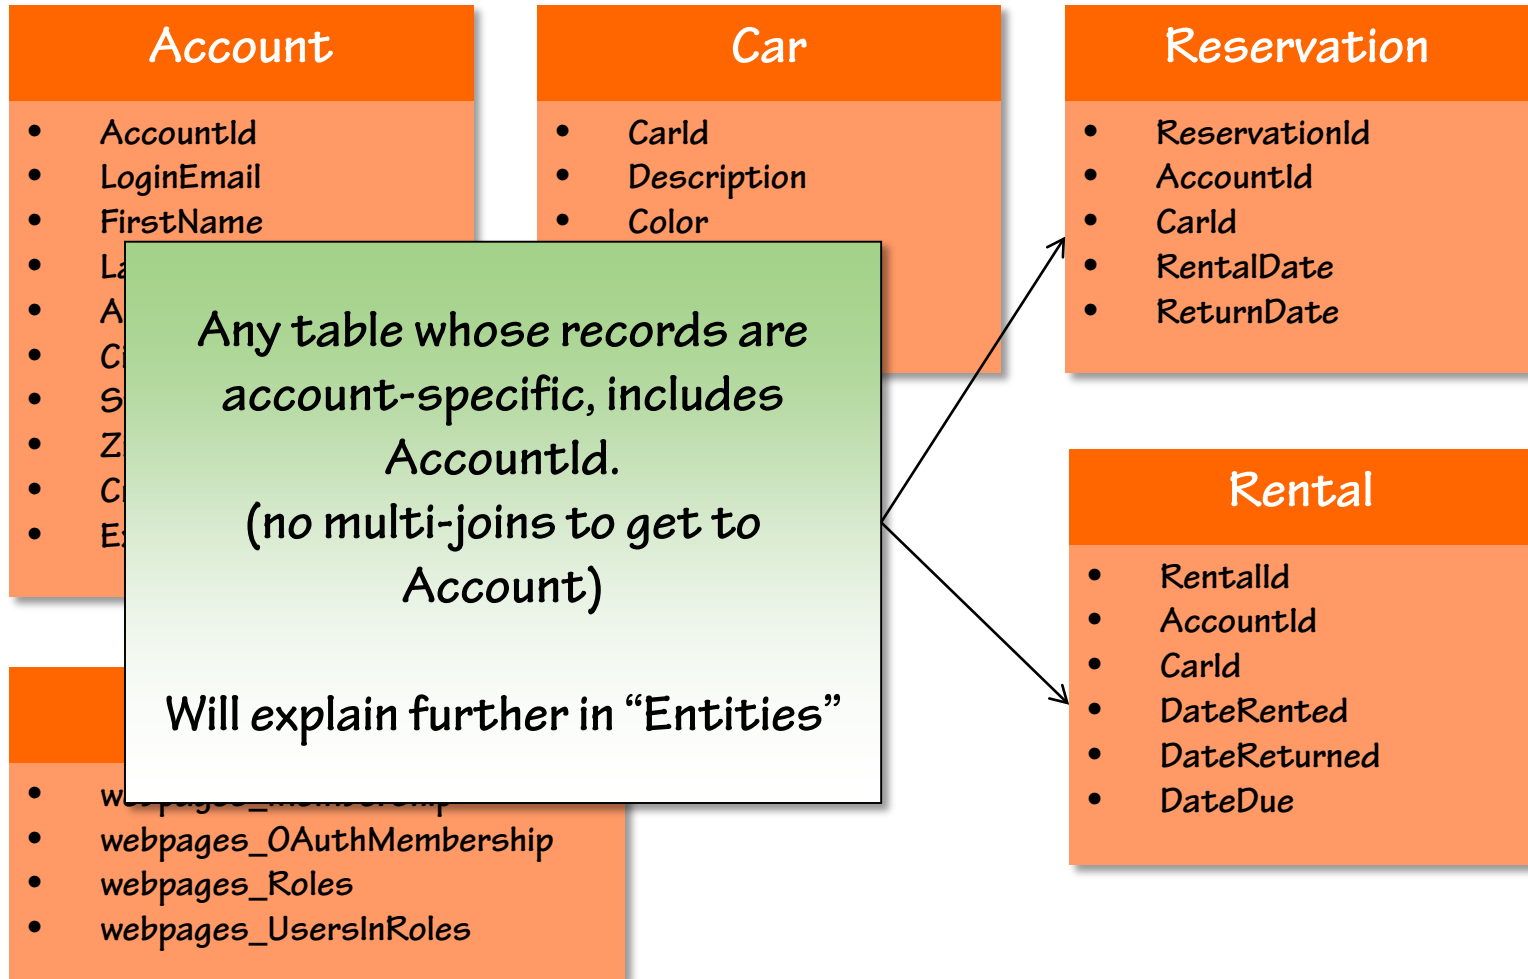 Account
AccountId
LoginEmail
FirstName
Car
CarId
Description
Color
Reservation
ReservationId
AccountId
CarId
RentalDate
ReturnDate
Any table whose records are
account-specific, includes
AccountId.
(no multi-joins to get to
Account)
Will explain further in “Entities”
Rental
RentalId
AccountId
CarId
DateRented
DateReturned
DateDue
webpages_OAuthMembership
webpages_Roles
webpages_UsersInRoles